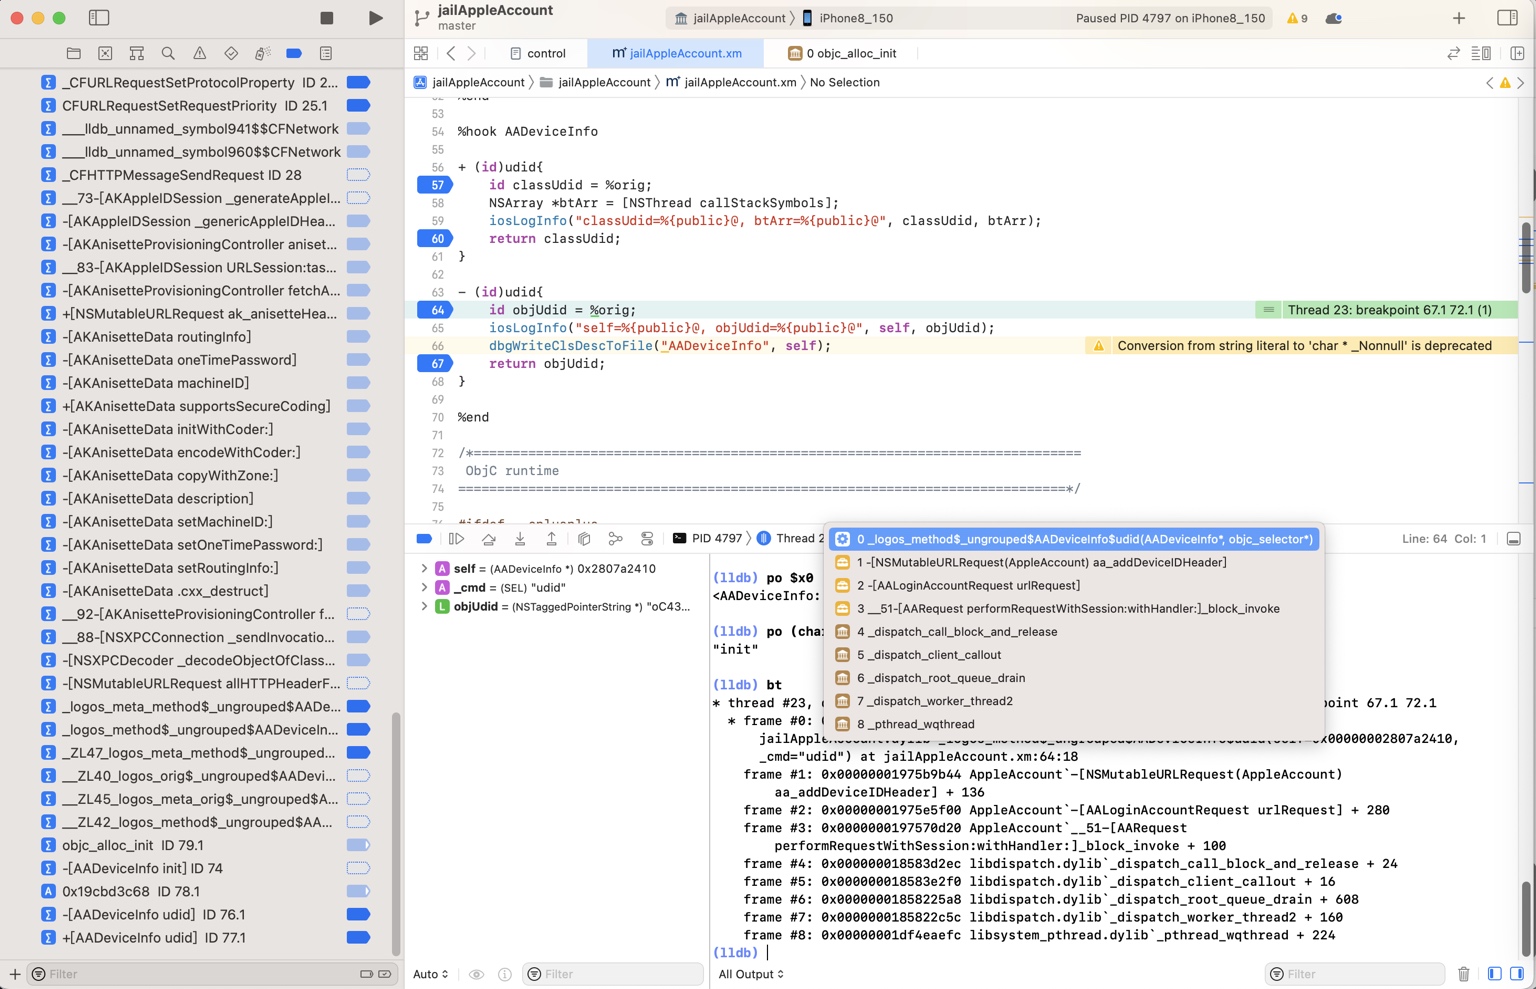 jailAppleAccount
master
jailAppleAccount
iPhone8_150
Paused PID 4797 on iPhone8_150
9
control
jailAppleAccount.xm
0 objc_alloc_init
jailAppleAccount
jailAppleAccount
jailAppleAccount.xm
No Selection
_CFURLRequestSetProtocolProperty ID 2...
CFURLRequestSetRequestPriority ID 25.1
___lldb_unnamed_symbol941$$CFNetwork
___lldb_unnamed_symbol960$$CFNetwork
_CFHTTPMessageSendRequest ID 28
__73-[AKAppleIDSession _generateAppleI...
-[AKAppleIDSession _genericAppleIDHea...
-[AKAnisetteProvisioningController aniset...
__83-[AKAppleIDSession URLSession:tas...
-[AKAnisetteProvisioningController fetchA...
+[NSMutableURLRequest ak_anisetteHea...
-[AKAnisetteData routingInfo]
-[AKAnisetteData oneTimePassword]
-[AKAnisetteData machineID]
+[AKAnisetteData supportsSecureCoding]
-[AKAnisetteData initWithCoder:]
-[AKAnisetteData encodeWithCoder:]
-[AKAnisetteData copyWithZone:]
-[AKAnisetteData description]
-[AKAnisetteData setMachineID:]
-[AKAnisetteData setOneTimePassword:]
-[AKAnisetteData setRoutingInfo:]
-[AKAnisetteData .cxx_destruct]
__92-[AKAnisetteProvisioningController f...
__88-[NSXPCConnection _sendInvocatio...
-[NSXPCDecoder _decodeObjectOfClass...
-[NSMutableURLRequest allHTTPHeaderF...
_logos_meta_method$_ungrouped$AADe...
_logos_method$_ungrouped$AADeviceIn...
_ZL47_logos_meta_method$_ungrouped...
__ZL40_logos_orig$_ungrouped$AADevi...
__ZL45_logos_meta_orig$_ungrouped$A...
__ZL42_logos_method$_ungrouped$AA...
objc_alloc_init ID 79.1
-[AADeviceInfo init] ID 74
0x19cbd3c68 ID 78.1
-[AADeviceInfo udid] ID 76.1
+[AADeviceInfo udid] ID 77.1
Filter
53
54 %hook AADeviceInfo
55
56 + (id)udid{
57 id classUdid = %orig;
58 NSArray *btArr = [NSThread callStackSymbols];
59 iosLogInfo("classUdid=%{public}@, btArr=%{public}@", classUdid, btArr);
60 return classUdid;
61 }
62
63 - (id)udid{
64 id objUdid = %orig;
Thread 23: breakpoint 67.1 72.1 (1)
65 iosLogInfo("self=%{public}@, objUdid=%{public}@", self, objUdid);
66 dbgWriteClsDescToFile("AADeviceInfo", self);
Conversion from string literal to 'char * _Nonnull' is deprecated
67 return objUdid;
68 }
69
70 %end
71
72 /*==============================================================================
73 ObjC runtime
74 ==============================================================================*/
75
PID 4797
Thread 2
Line: 64 Col: 1
0 _logos_method$_ungrouped$AADeviceInfo$udid(AADeviceInfo*, objc_selector*)
1 -[NSMutableURLRequest(AppleAccount) aa_addDeviceIDHeader]
2 -[AALoginAccountRequest urlRequest]
3 __51-[AARequest performRequestWithSession:withHandler:]_block_invoke
4 _dispatch_call_block_and_release
5 _dispatch_client_callout
6 _dispatch_root_queue_drain
7 _dispatch_worker_thread2
8 _pthread_wqthread
A self = (AADeviceInfo *) 0x2807a2410
A _cmd = (SEL) "udid"
L objUdid = (NSTaggedPointerString *) "oC43...
(lldb) po $x0
<AADeviceInfo:
(lldb) po (cha
"init"
(lldb) bt
* thread #23,
point 67.1 72.1
* frame #0:
_cmd="udid") at jailAppleAccount.xm:64:18
frame #1: 0x00000001975b9b44 AppleAccount`-[NSMutableURLRequest(AppleAccount)
aa_addDeviceIDHeader] + 136
frame #2: 0x00000001975e5f00 AppleAccount`-[AALoginAccountRequest urlRequest] + 280
frame #3: 0x0000000197570d20 AppleAccount`__51-[AARequest
performRequestWithSession:withHandler:]_block_invoke + 100
frame #4: 0x000000018583d2ec libdispatch.dylib`_dispatch_call_block_and_release + 24
frame #5: 0x000000018583e2f0 libdispatch.dylib`_dispatch_client_callout + 16
frame #6: 0x00000001858225a8 libdispatch.dylib`_dispatch_root_queue_drain + 608
frame #7: 0x0000000185822c5c libdispatch.dylib`_dispatch_worker_thread2 + 160
frame #8: 0x00000001df4eaefc libsystem_pthread.dylib`_pthread_wqthread + 224
(lldb)
Auto
Filter
All Output
Filter